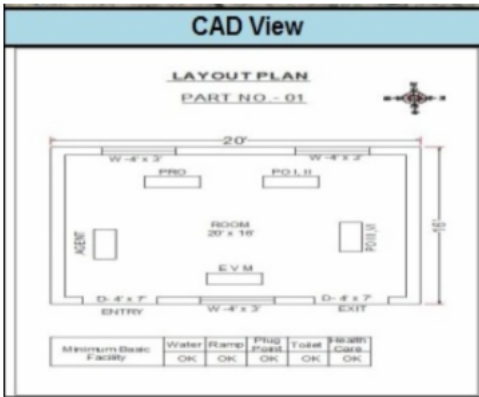 CAD View
LAYOUT PLAN
PART NO.- 01
20'
W -4' x 3'
W -4' x 3'
PRO
PO I, II
ROOM
20' x 16'
AGENT
PO III, VI
16'
E V M
D- 4' x 7'
W -4' x 3'
D- 4' x 7'
ENTRY
EXIT
Minimum Basic Facility
Water Ramp Plug Point Toilet Health Care
OK OK OK OK OK